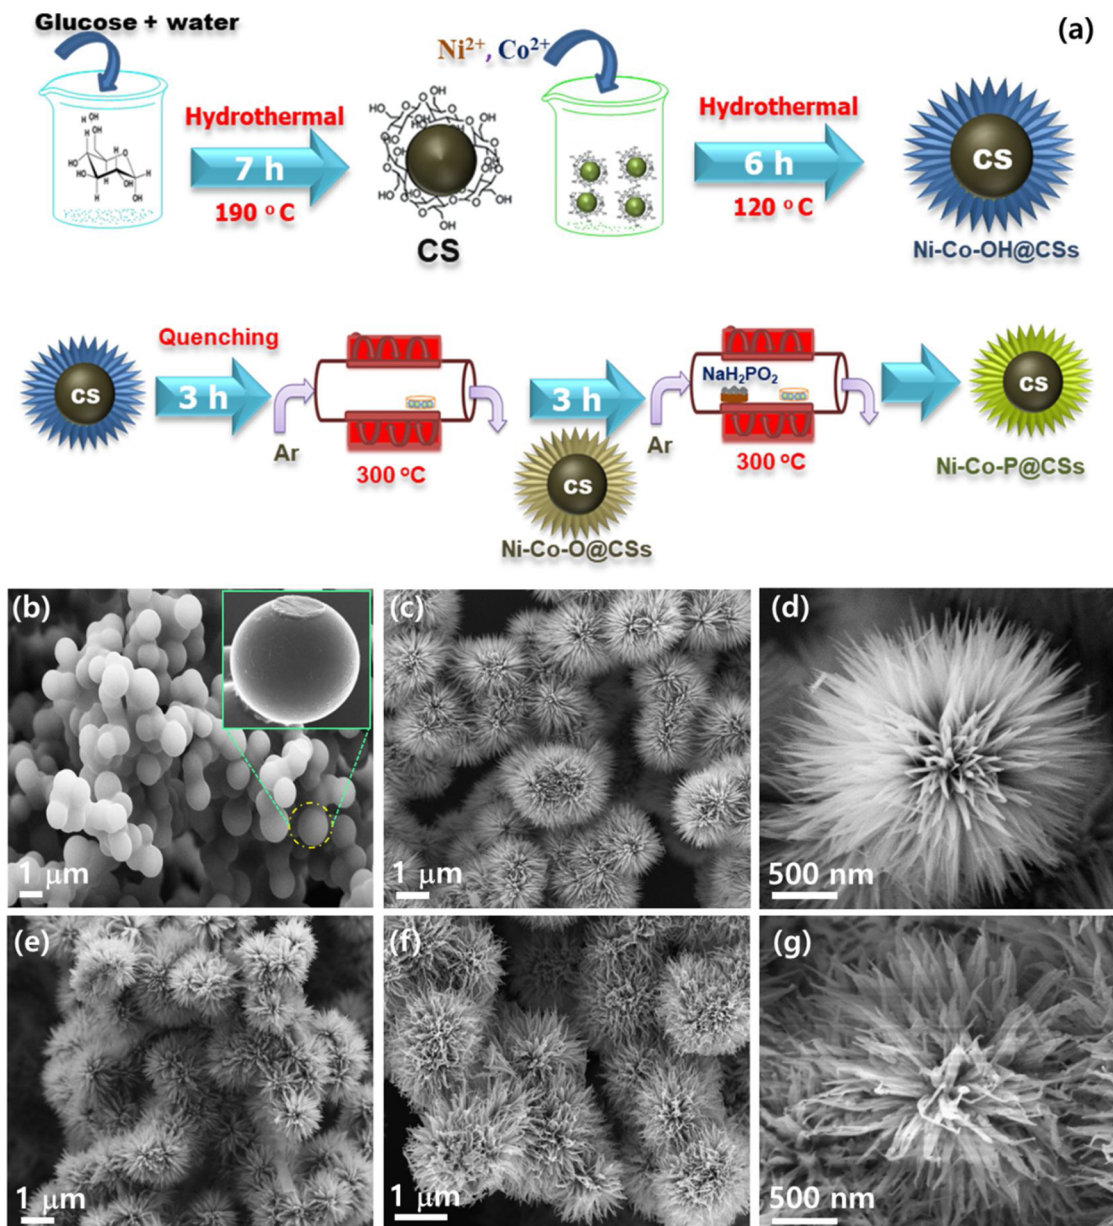 Glucose + water
(a)
Ni²⁺, Co²⁺
Hydrothermal
7 h
190 °C
CS
Hydrothermal
6 h
120 °C
CS
Ni-Co-OH@CSs
Quenching
CS
3 h
Ar
300 °C
3 h
CS
Ni-Co-O@CSs
Ar
NaH₂PO₂
300 °C
CS
Ni-Co-P@CSs
(b)
1 μm
(c)
1 μm
(d)
500 nm
(e)
1 μm
(f)
1 μm
(g)
500 nm